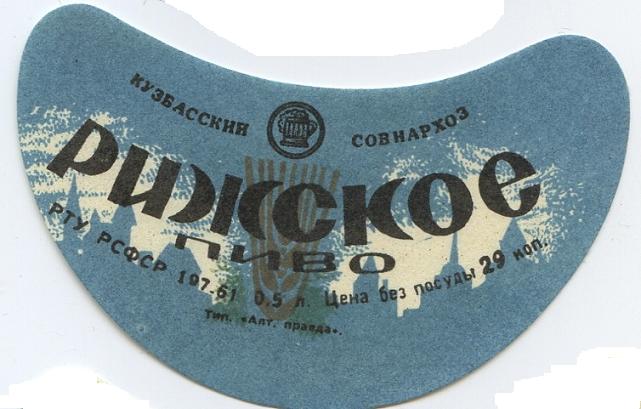 КУЗБАССКИЙ СОВНАРХОЗ
РИЖСКОЕ
ПИВО
РТУ РСФСР 197-61 0,5 л. Цена без посуды 29 коп.
Тип. «Алт. правда».